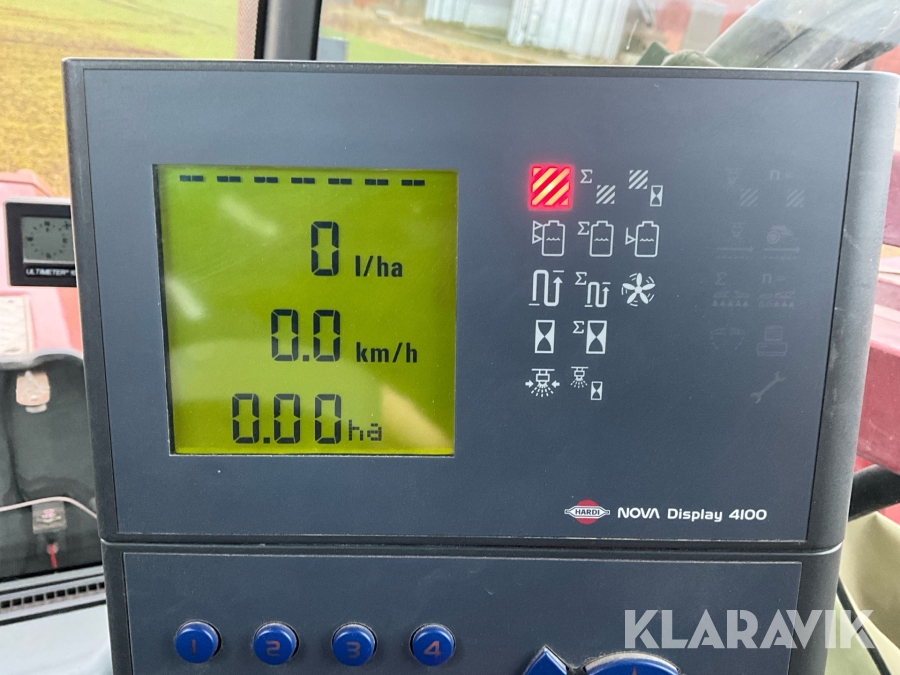 0 l/ha
0.0 km/h
0.00 ha
Σ
Σ
Σ
Σ
n=
Σ
n=
ULTIMETER
HARDI NOVA Display 4100
1 2 3 4
KLARAVIK